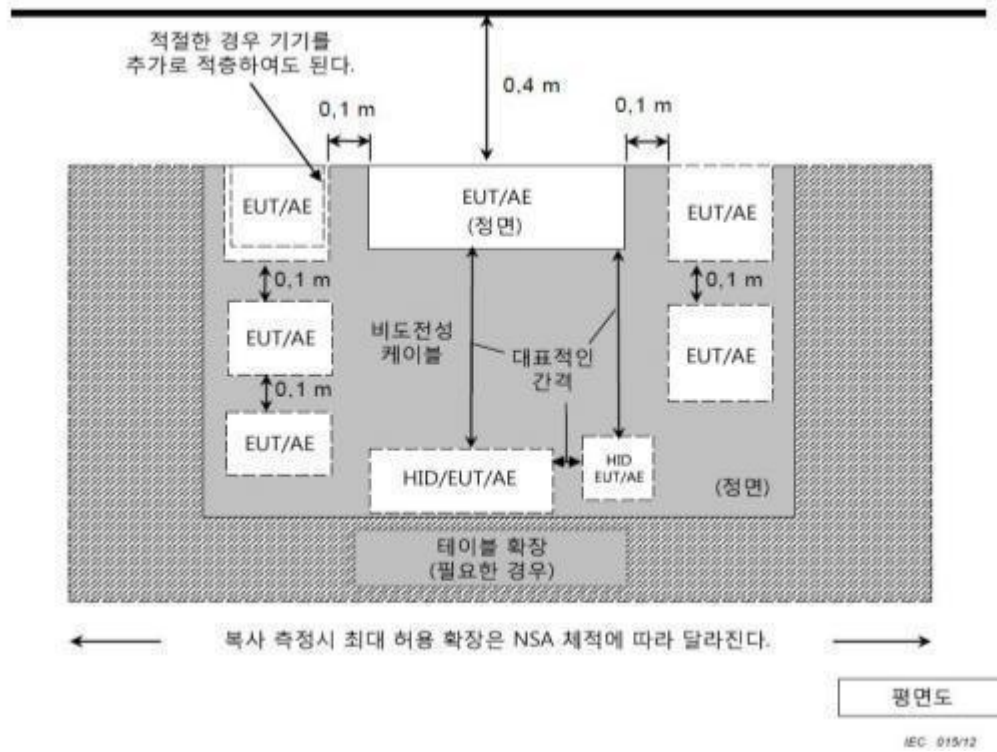 적절한 경우 기기를
추가로 적층하여도 된다.
0,4 m
0,1 m
0,1 m
EUT/AE
EUT/AE
(정면)
EUT/AE
0,1 m
0,1 m
EUT/AE
비도전성
케이블
대표적인
간격
EUT/AE
0,1 m
EUT/AE
HID/EUT/AE
HID
EUT/AE
(정면)
테이블 확장
(필요한 경우)
복사 측정시 최대 허용 확장은 NSA 체적에 따라 달라진다.
평면도
IEC 015/12